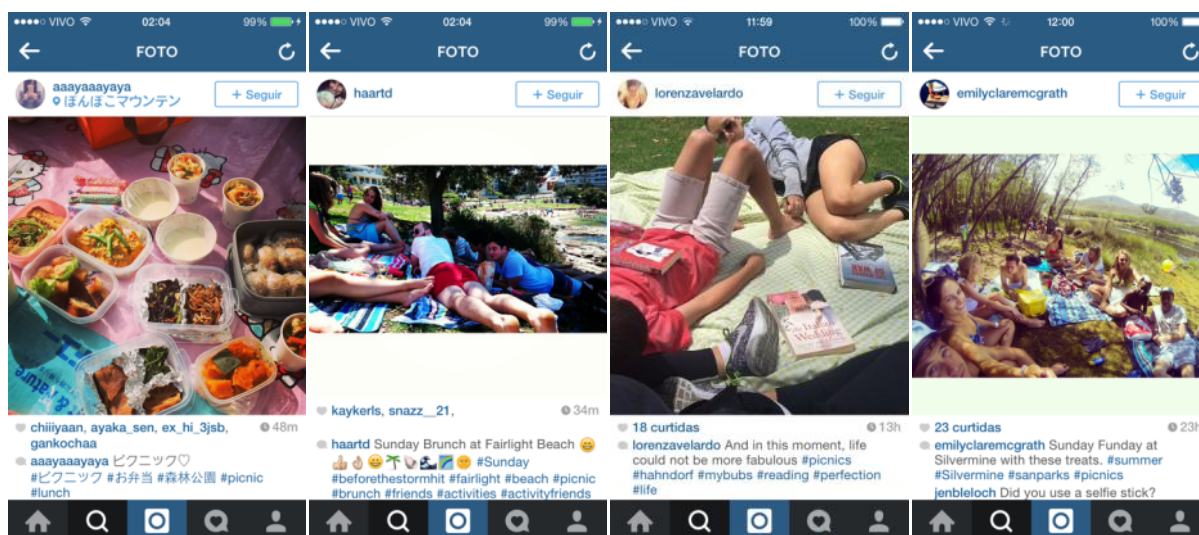 VIVO 02:04 99%
FOTO
aaayaaayaya
ぽんぽこマウンテン
+ Seguir
chiiiyaan, ayaka_sen, ex_hi_3jsb,
gankochaa
48m
aaayaaayaya ピクニック♡
#ピクニック #お弁当 #森林公園 #picnic
#lunch
VIVO 02:04 99%
FOTO
haartd
+ Seguir
kaykerls, snazz__21,
34m
haartd Sunday Brunch at Fairlight Beach 😄
👍👌😄🌴🐚🌊🌈🌞 #Sunday
#beforethestormhit #fairlight #beach #picnic
#brunch #friends #activities #activityfriends
VIVO 11:59 100%
FOTO
lorenzavelardo
+ Seguir
The Italian
Wedding
18 curtidas
13h
lorenzavelardo And in this moment, life
could not be more fabulous #picnics
#hahndorf #mybubs #reading #perfection
#life
VIVO 12:00 100%
FOTO
emilyclaremcgrath
+ Seguir
23 curtidas
23h
emilyclaremcgrath Sunday Funday at
Silvermine with these treats. #summer
#Silvermine #sanparks #picnics
jenbleloch Did you use a selfie stick?